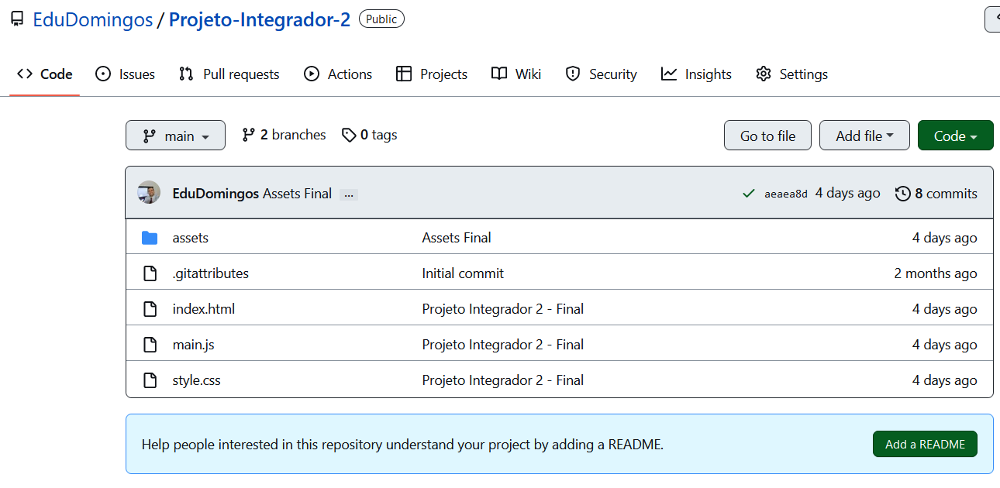 EduDomingos / Projeto-Integrador-2 Public
Code Issues Pull requests Actions Projects Wiki Security Insights Settings
main 2 branches 0 tags Go to file Add file Code
EduDomingos Assets Final ... aeaea8d 4 days ago 8 commits
assets Assets Final 4 days ago
.gitattributes Initial commit 2 months ago
index.html Projeto Integrador 2 - Final 4 days ago
main.js Projeto Integrador 2 - Final 4 days ago
style.css Projeto Integrador 2 - Final 4 days ago
Help people interested in this repository understand your project by adding a README. Add a README